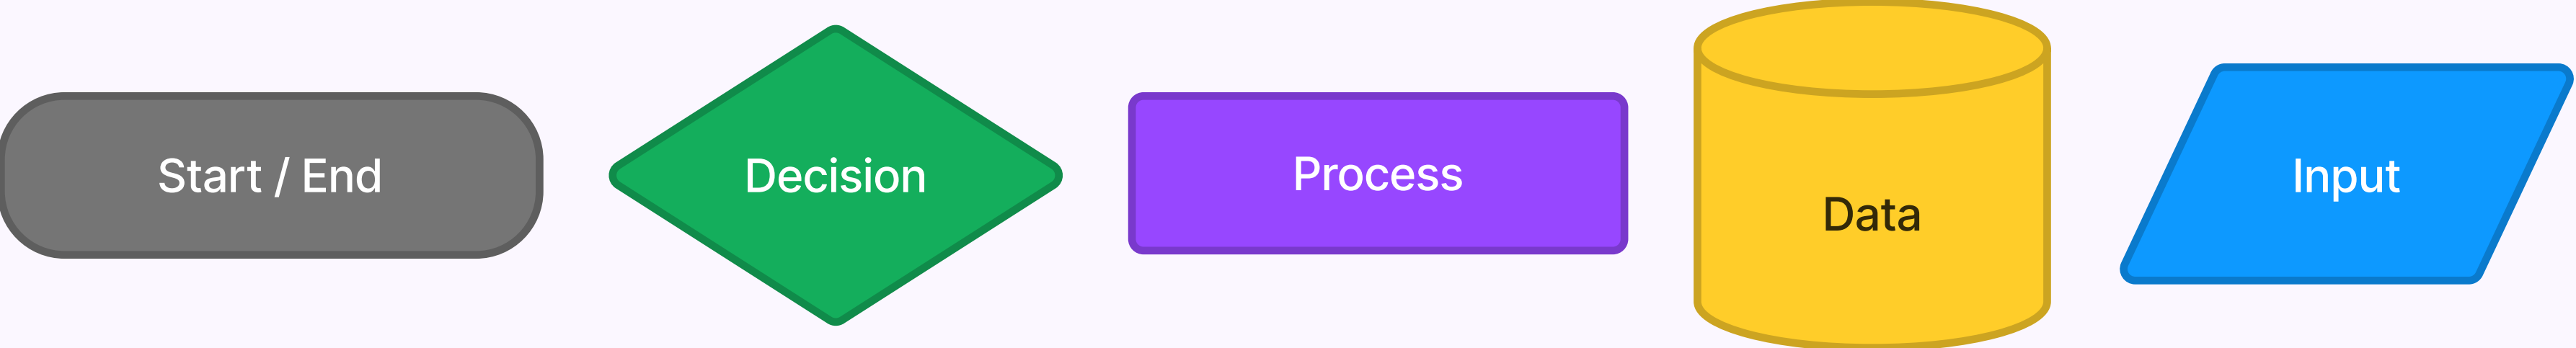 Start / End
Decision
Process
Data
Input